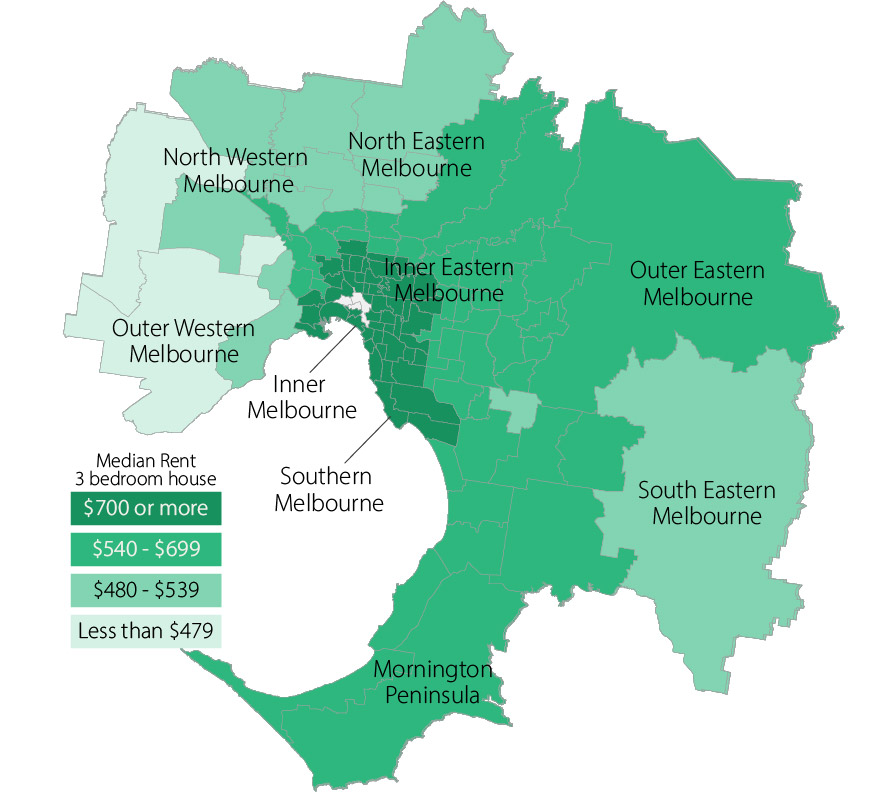 North Western
Melbourne
North Eastern
Melbourne
Inner Eastern
Melbourne
Outer Eastern
Melbourne
Outer Western
Melbourne
Inner
Melbourne
Southern
Melbourne
South Eastern
Melbourne
Mornington
Peninsula
Median Rent
3 bedroom house
$700 or more
$540 - $699
$480 - $539
Less than $479